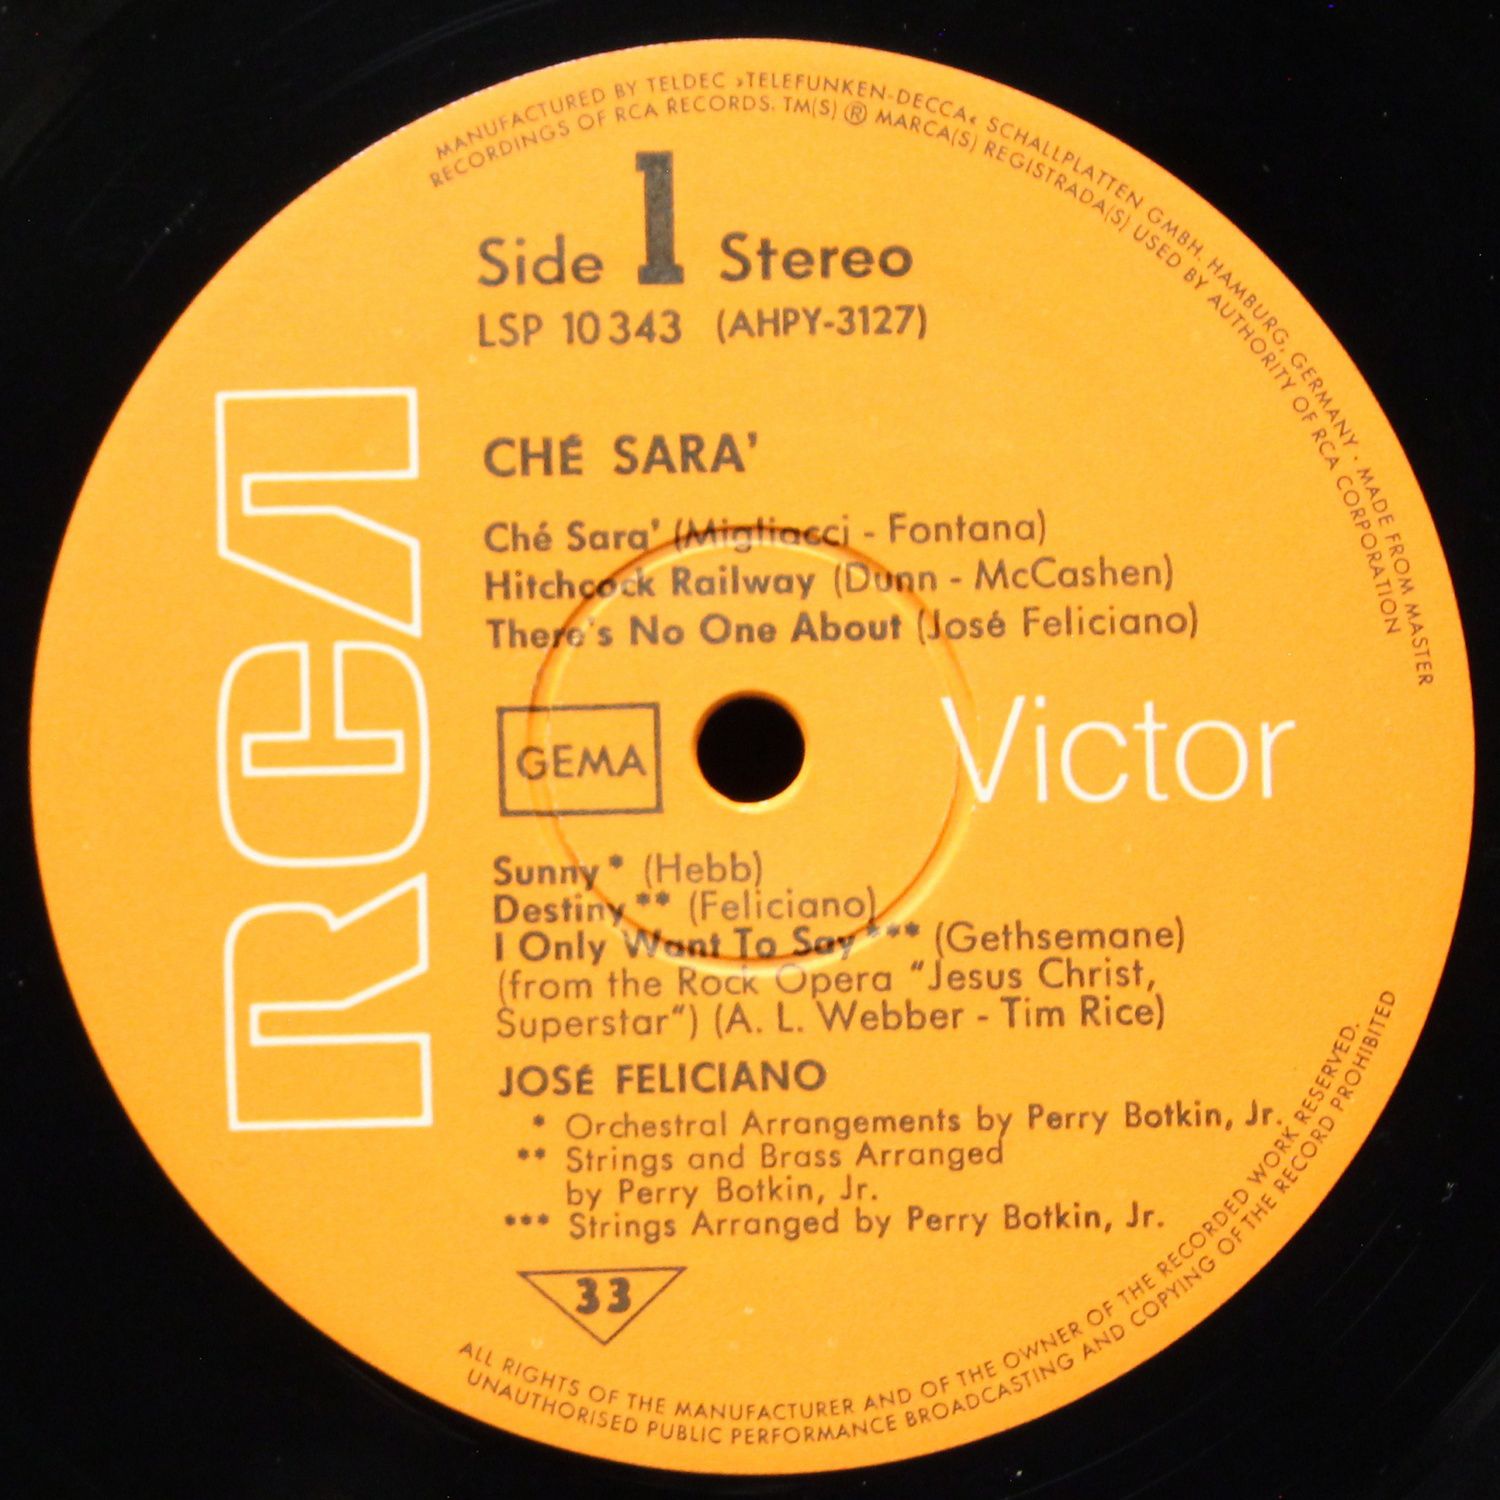 MANUFACTURED BY TELDEC »TELEFUNKEN-DECCA« SCHALLPLATTEN GMBH, HAMBURG, GERMANY · MADE FROM MASTER
RECORDINGS OF RCA RECORDS. TM(S) ® MARCA(S) REGISTRADA(S) USED BY AUTHORITY OF RCA CORPORATION
Side 1 Stereo
LSP 10343 (AHPY-3127)
RCA
CHÉ SARA'
Ché Sara' (Migliacci - Fontana)
Hitchcock Railway (Dunn - McCashen)
There's No One About (José Feliciano)
GEMA
Victor
Sunny * (Hebb)
Destiny ** (Feliciano)
I Only Want To Say *** (Gethsemane)
(from the Rock Opera "Jesus Christ,
Superstar") (A. L. Webber - Tim Rice)
JOSÉ FELICIANO
* Orchestral Arrangements by Perry Botkin, Jr.
** Strings and Brass Arranged
by Perry Botkin, Jr.
*** Strings Arranged by Perry Botkin, Jr.
33
ALL RIGHTS OF THE MANUFACTURER AND OF THE OWNER OF THE RECORDED WORK RESERVED.
UNAUTHORISED PUBLIC PERFORMANCE BROADCASTING AND COPYING OF THE RECORD PROHIBITED